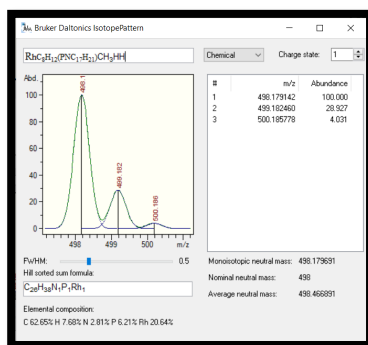 Bruker Daltonics IsotopePattern
RhC₈H₁₂(PNC₁₇H₂₁)CH₃HH
Chemical
Charge state: 1
Abd.
100
80
60
40
20
0
498.1
499.182
500.186
498 499 500 m/z
# m/z Abundance
1 498.179142 100.000
2 499.182460 28.927
3 500.185778 4.031
FWHM: 0.5
Hill sorted sum formula:
C₂₆H₃₈N₁P₁Rh₁
Elemental composition:
C 62.65% H 7.68% N 2.81% P 6.21% Rh 20.64%
Monoisotopic neutral mass: 498.179691
Nominal neutral mass: 498
Average neutral mass: 498.466891